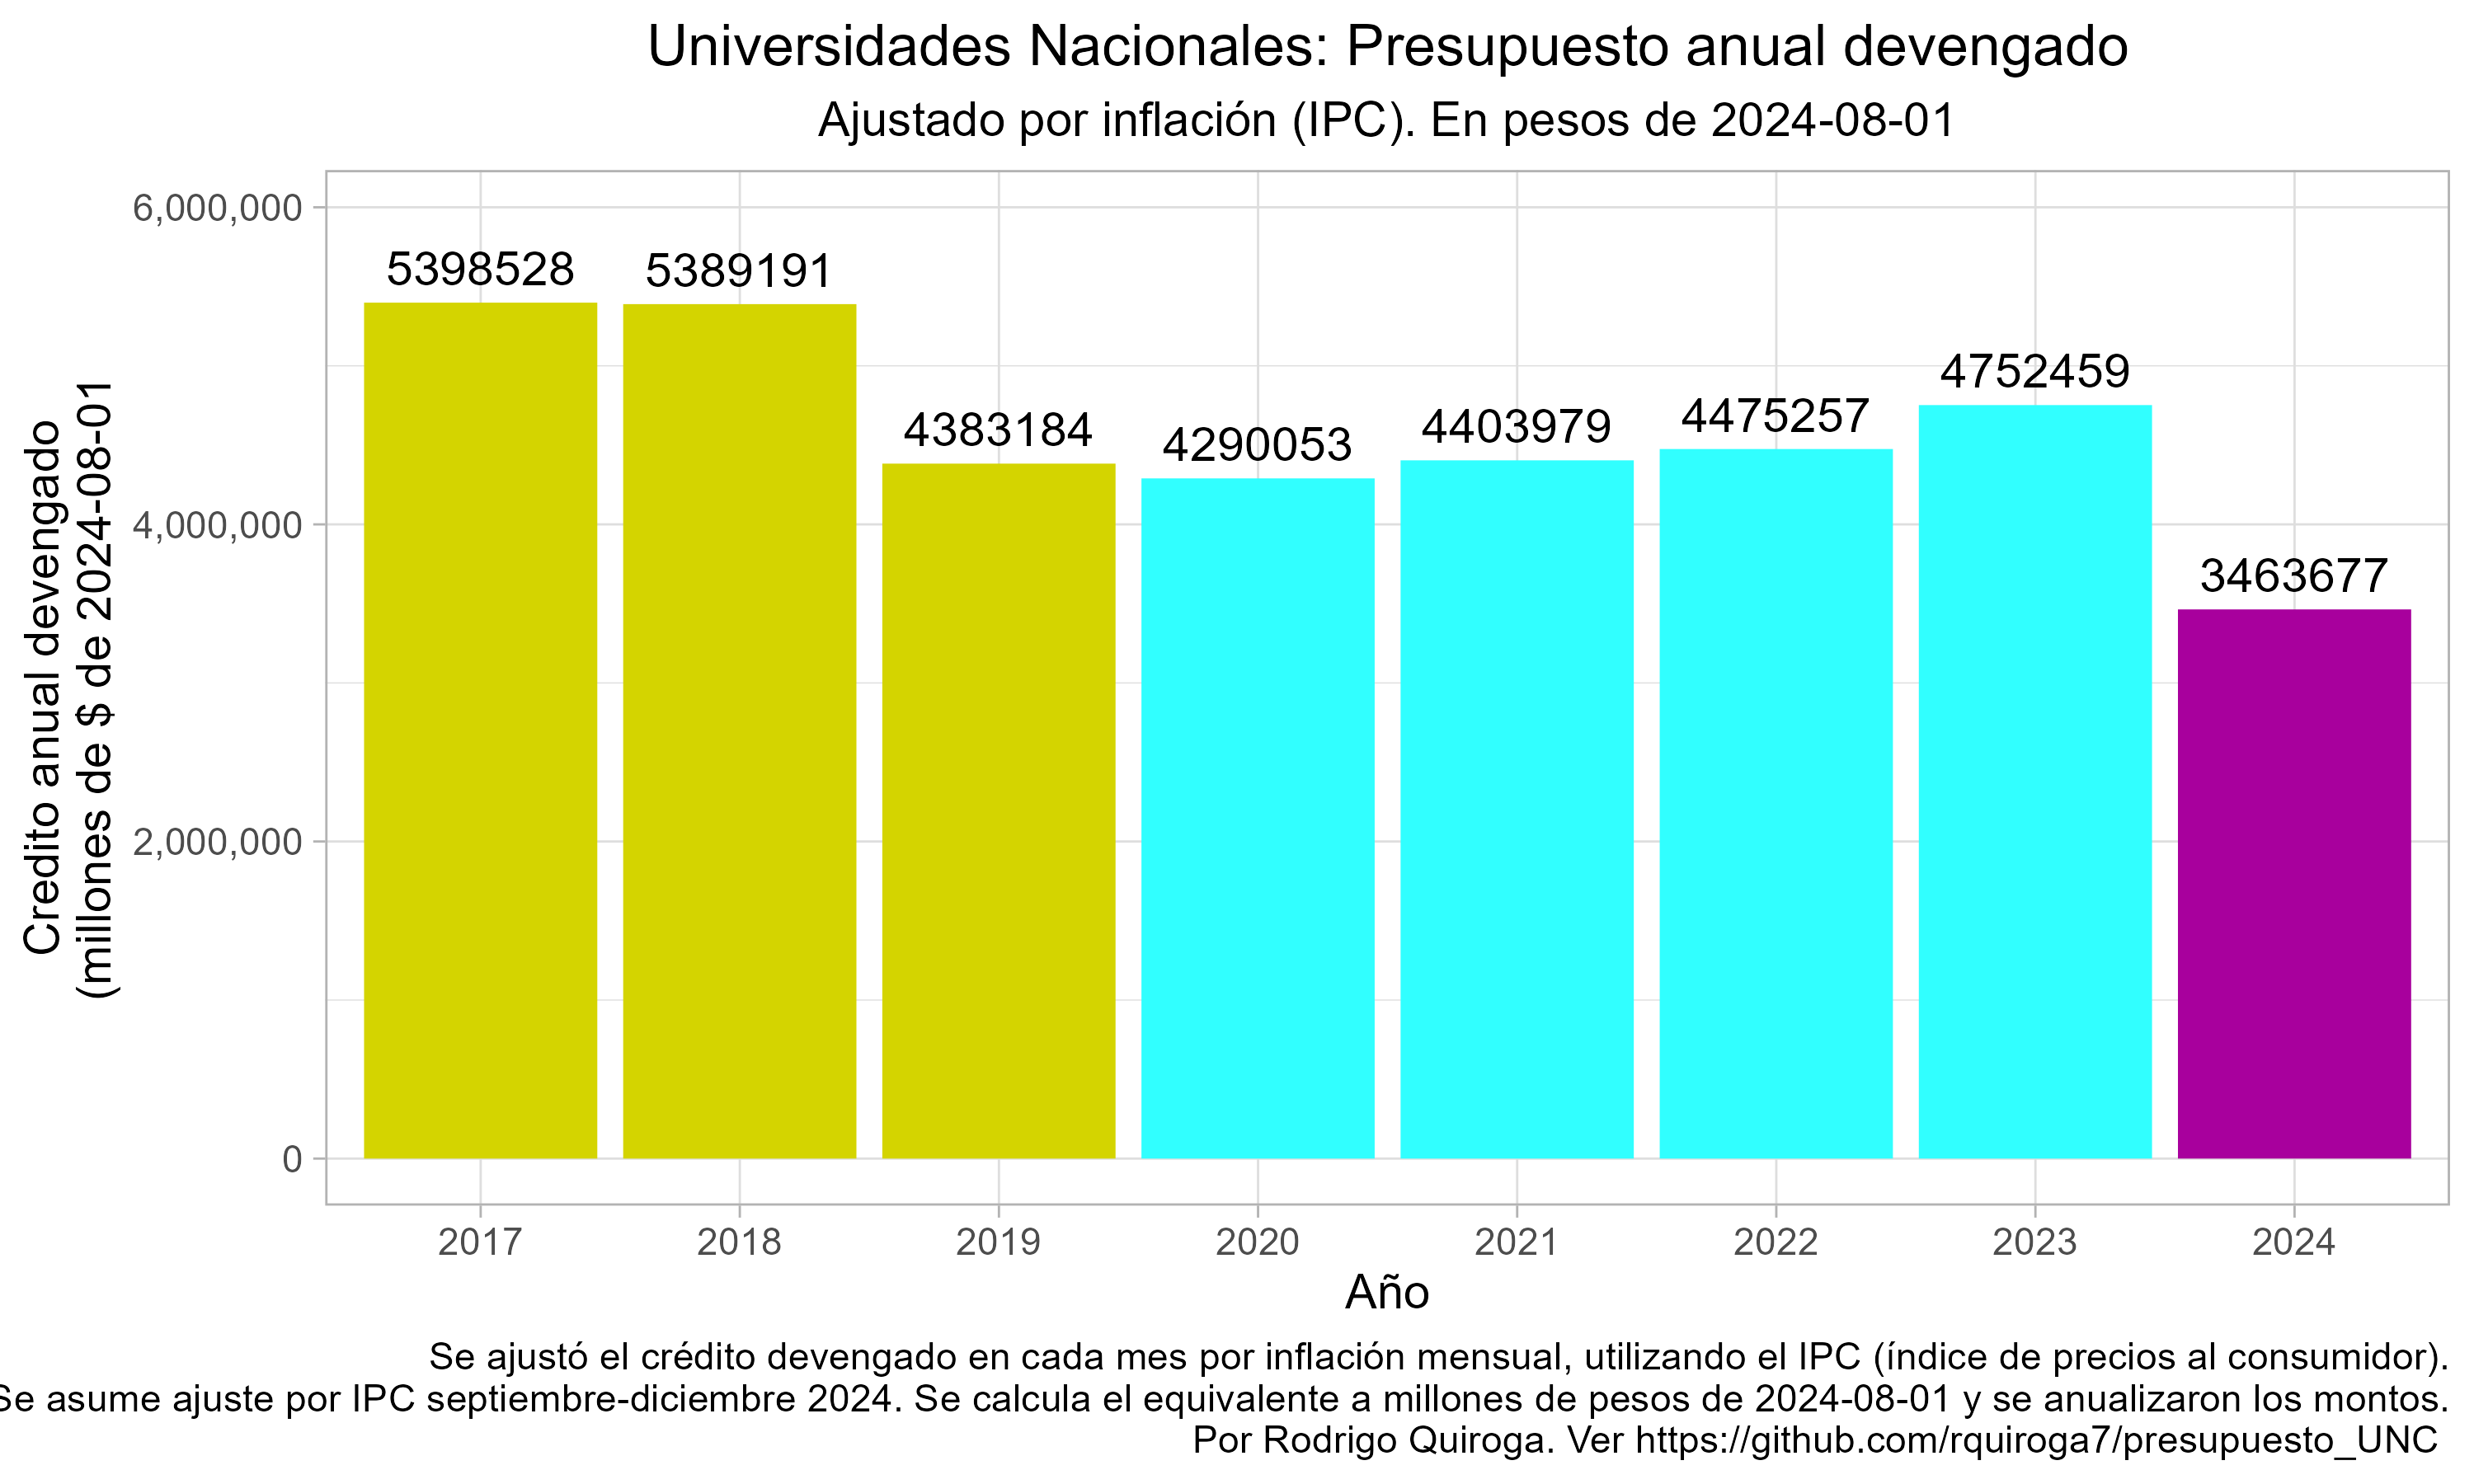 Universidades Nacionales: Presupuesto anual devengado
Ajustado por inflación (IPC). En pesos de 2024-08-01
Credito anual devengado
(millones de $ de 2024-08-01
6,000,000
4,000,000
2,000,000
0
5398528
5389191
4383184
4290053
4403979
4475257
4752459
3463677
2017
2018
2019
2020
2021
2022
2023
2024
Año
Se ajustó el crédito devengado en cada mes por inflación mensual, utilizando el IPC (índice de precios al consumidor).
Se asume ajuste por IPC septiembre-diciembre 2024. Se calcula el equivalente a millones de pesos de 2024-08-01 y se anualizaron los montos.
Por Rodrigo Quiroga. Ver https://github.com/rquiroga7/presupuesto_UNC